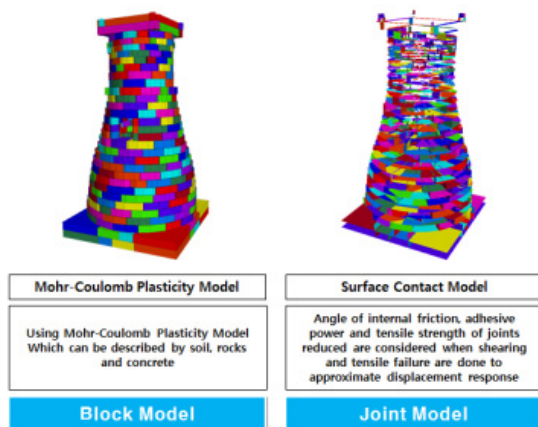 Mohr-Coulomb Plasticity Model
Using Mohr-Coulomb Plasticity Model
Which can be described by soil, rocks
and concrete
Block Model
Surface Contact Model
Angle of internal friction, adhesive
power and tensile strength of joints
reduced are considered when shearing
and tensile failure are done to
approximate displacement response
Joint Model